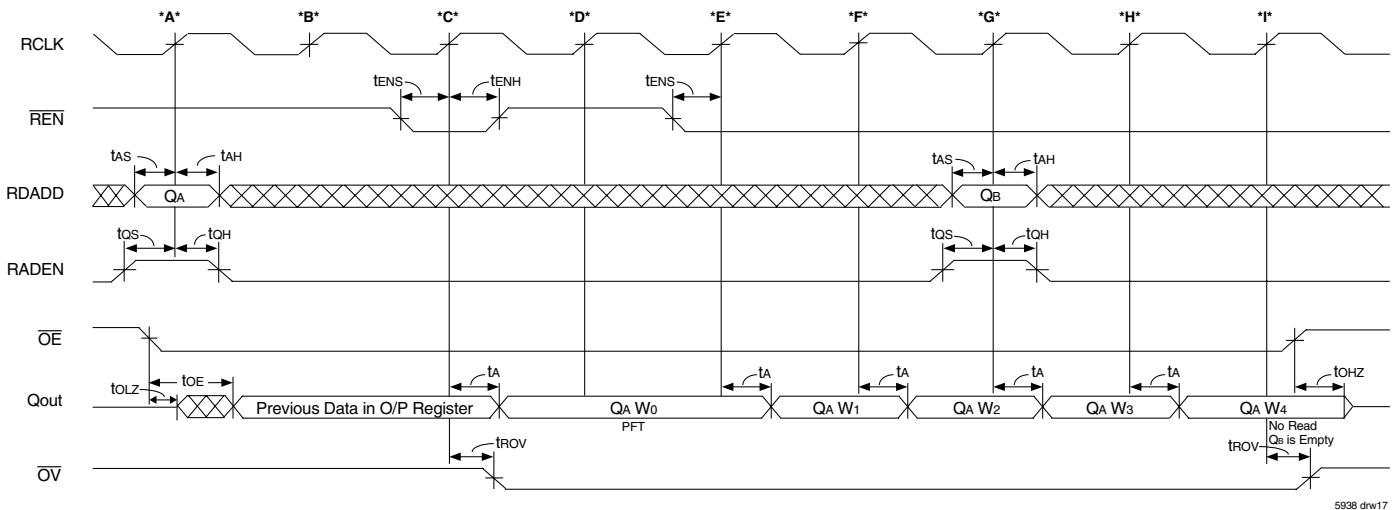 *A* *B* *C* *D* *E* *F* *G* *H* *I*
RCLK
tENS tENH tENS
REN
tAS tAH tAS tAH
RDADD QA QB
tQS tQH tQS tQH
RADEN
OE
tOLZ tOE tA tA tA tA tA tOHZ
Qout Previous Data in O/P Register QA W0 QA W1 QA W2 QA W3 QA W4
PFT No Read
QB is Empty
tROV tROV
OV
5938 drw17